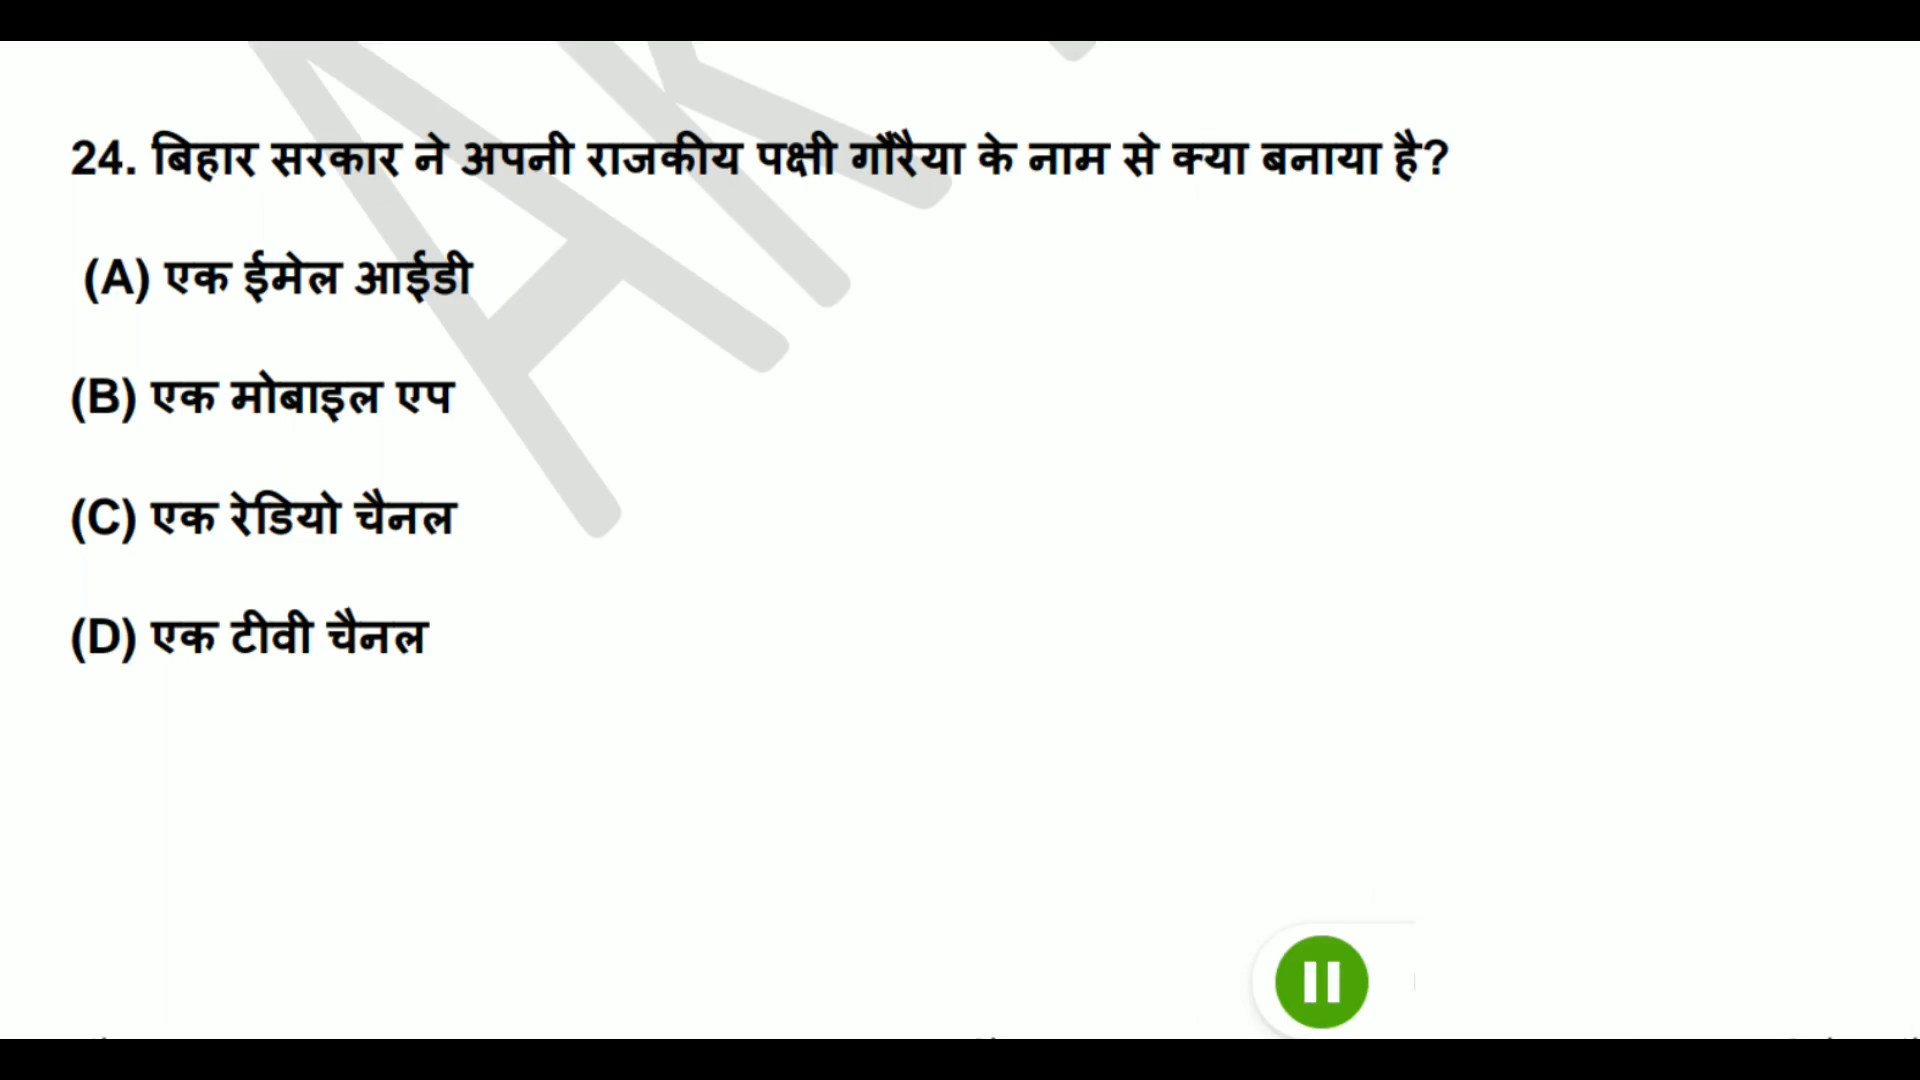 24. बिहार सरकार ने अपनी राजकीय पक्षी गौरैया के नाम से क्या बनाया है?
(A) एक ईमेल आईडी
(B) एक मोबाइल एप
(C) एक रेडियो चैनल
(D) एक टीवी चैनल